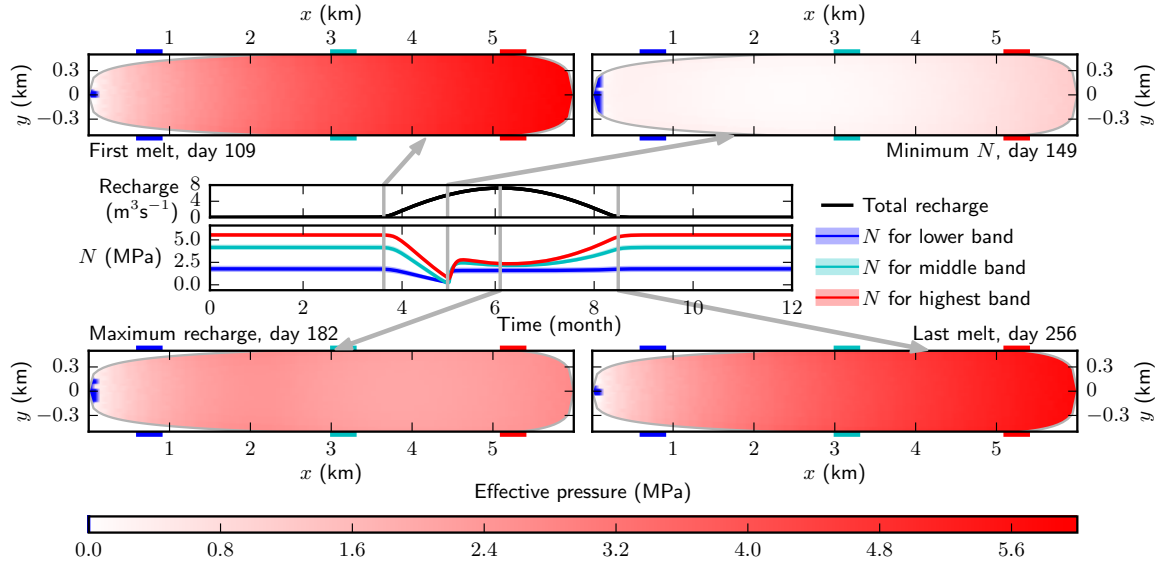 x (km) x (km)
1 2 3 4 5 1 2 3 4 5
y (km) 0.3 0 −0.3 0.3 0 −0.3 y (km)
First melt, day 109 Minimum N, day 149
Recharge (m³s⁻¹) 8 4 0
N (MPa) 5.0 2.5 0.0
0 2 4 6 8 10 12
Time (month)
Total recharge
N for lower band
N for middle band
N for highest band
Maximum recharge, day 182 Last melt, day 256
y (km) 0.3 0 −0.3 0.3 0 −0.3 y (km)
1 2 3 4 5 1 2 3 4 5
x (km) x (km)
Effective pressure (MPa)
0.0 0.8 1.6 2.4 3.2 4.0 4.8 5.6